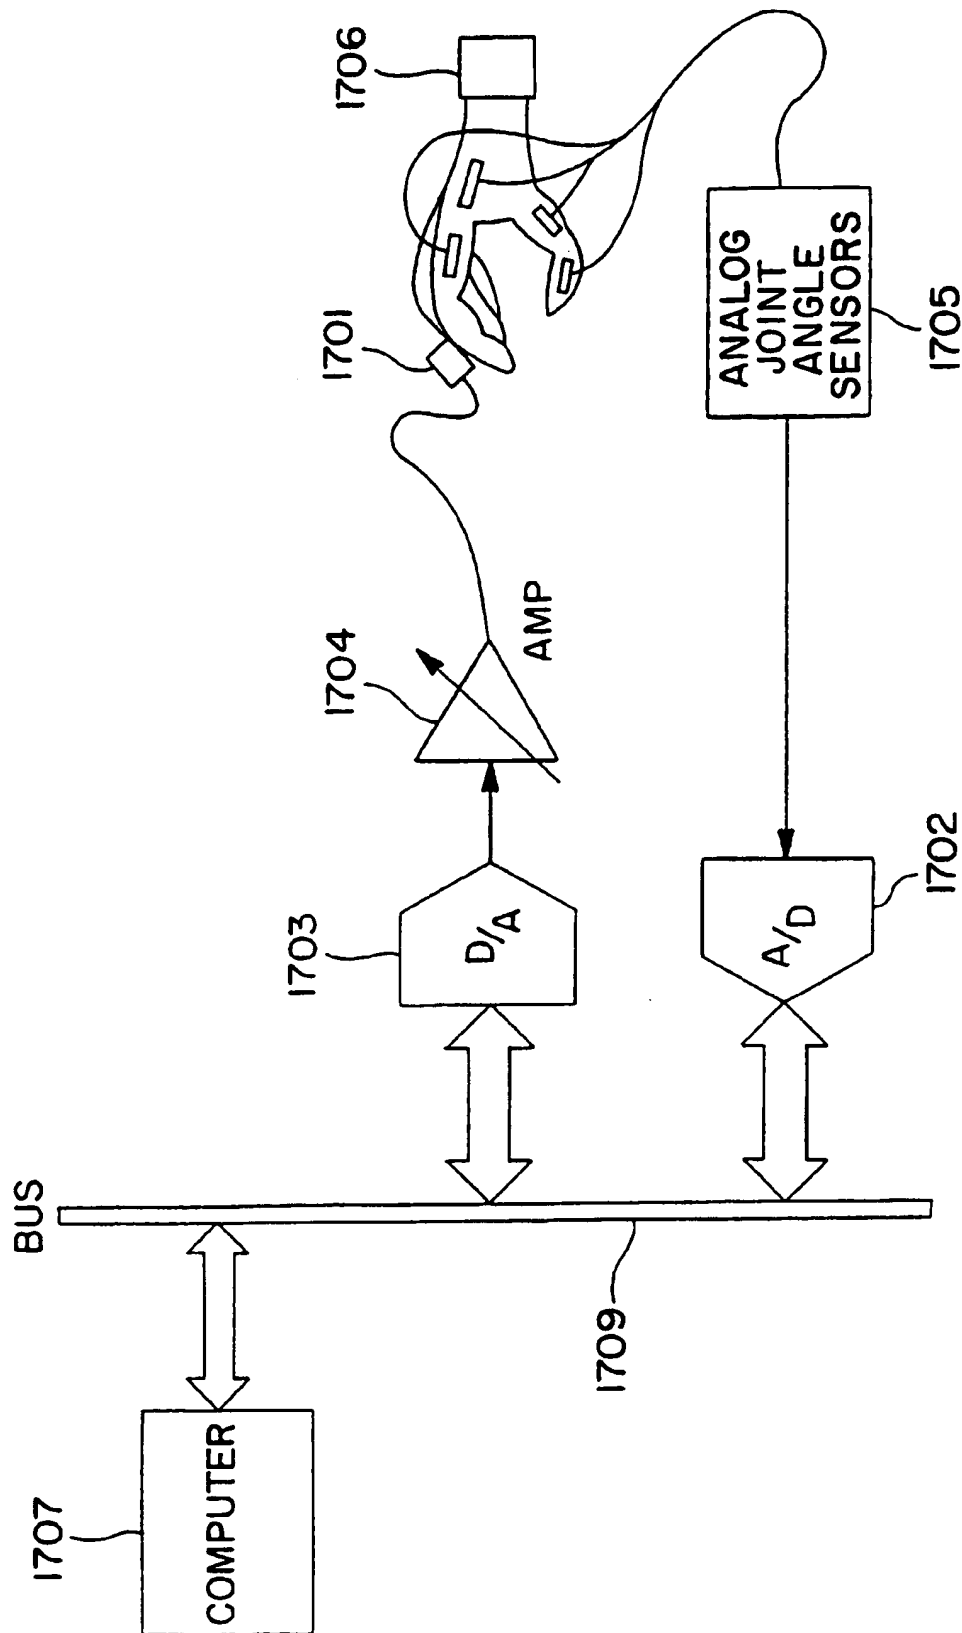 1707
COMPUTER
BUS
1709
1703
D/A
1704
AMP
1701
1706
A/D
1702
ANALOG
JOINT
ANGLE
SENSORS
1705